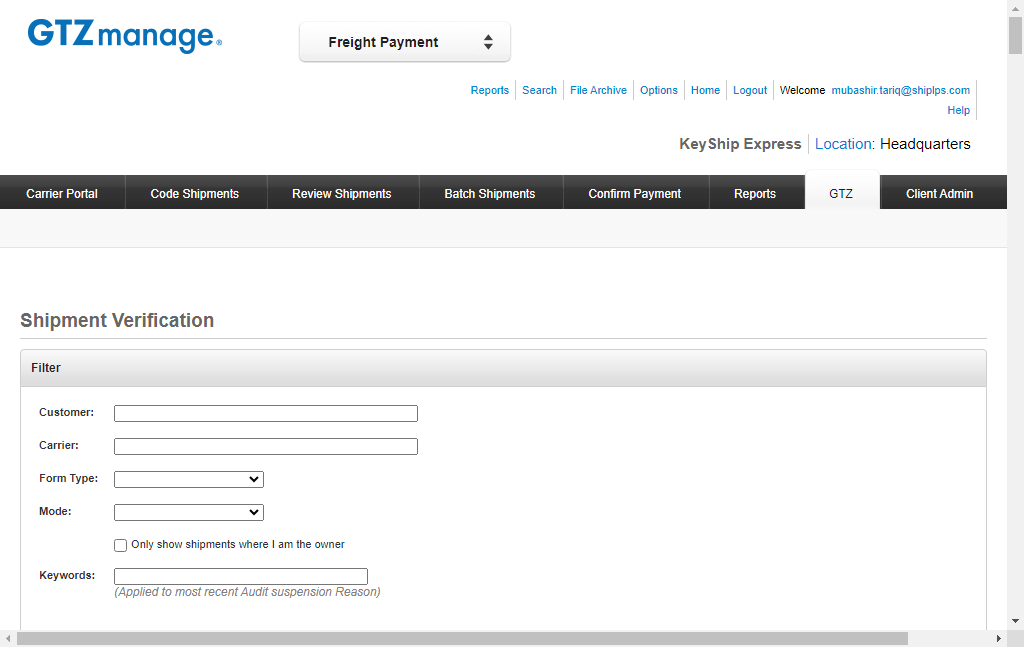 GTZmanage®
Freight Payment
Reports Search File Archive Options Home Logout Welcome mubashir.tariq@shiplps.com
Help
KeyShip Express Location: Headquarters
Carrier Portal Code Shipments Review Shipments Batch Shipments Confirm Payment Reports GTZ Client Admin
Shipment Verification
Filter
Customer:
Carrier:
Form Type:
Mode:
Only show shipments where I am the owner
Keywords:
(Applied to most recent Audit suspension Reason)